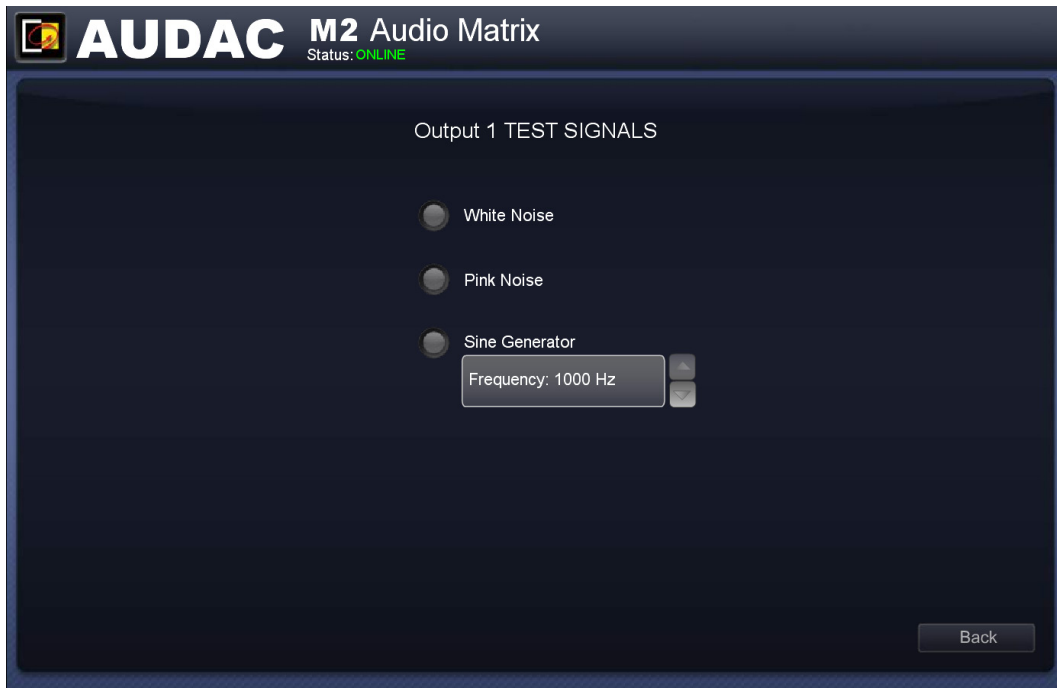 AUDAC M2 Audio Matrix
Status: ONLINE
Output 1 TEST SIGNALS
White Noise
Pink Noise
Sine Generator
Frequency: 1000 Hz
Back